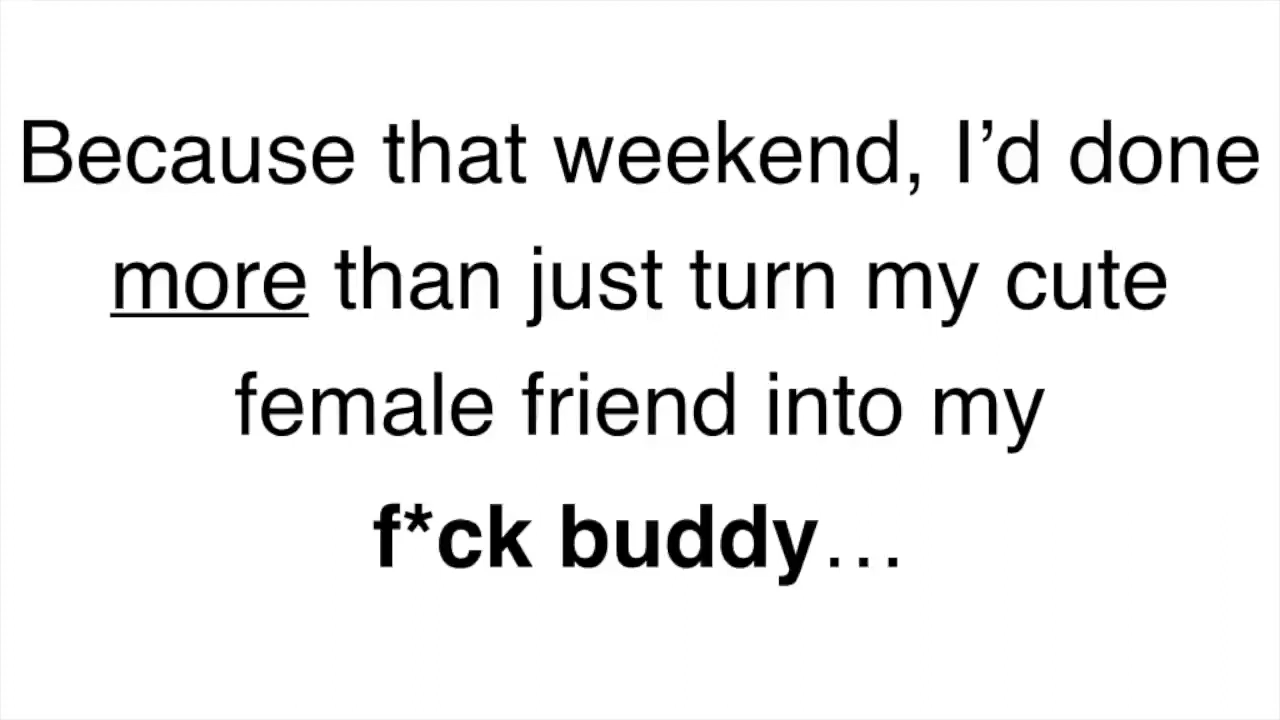 Because that weekend, I’d done
more than just turn my cute
female friend into my
f*ck buddy…